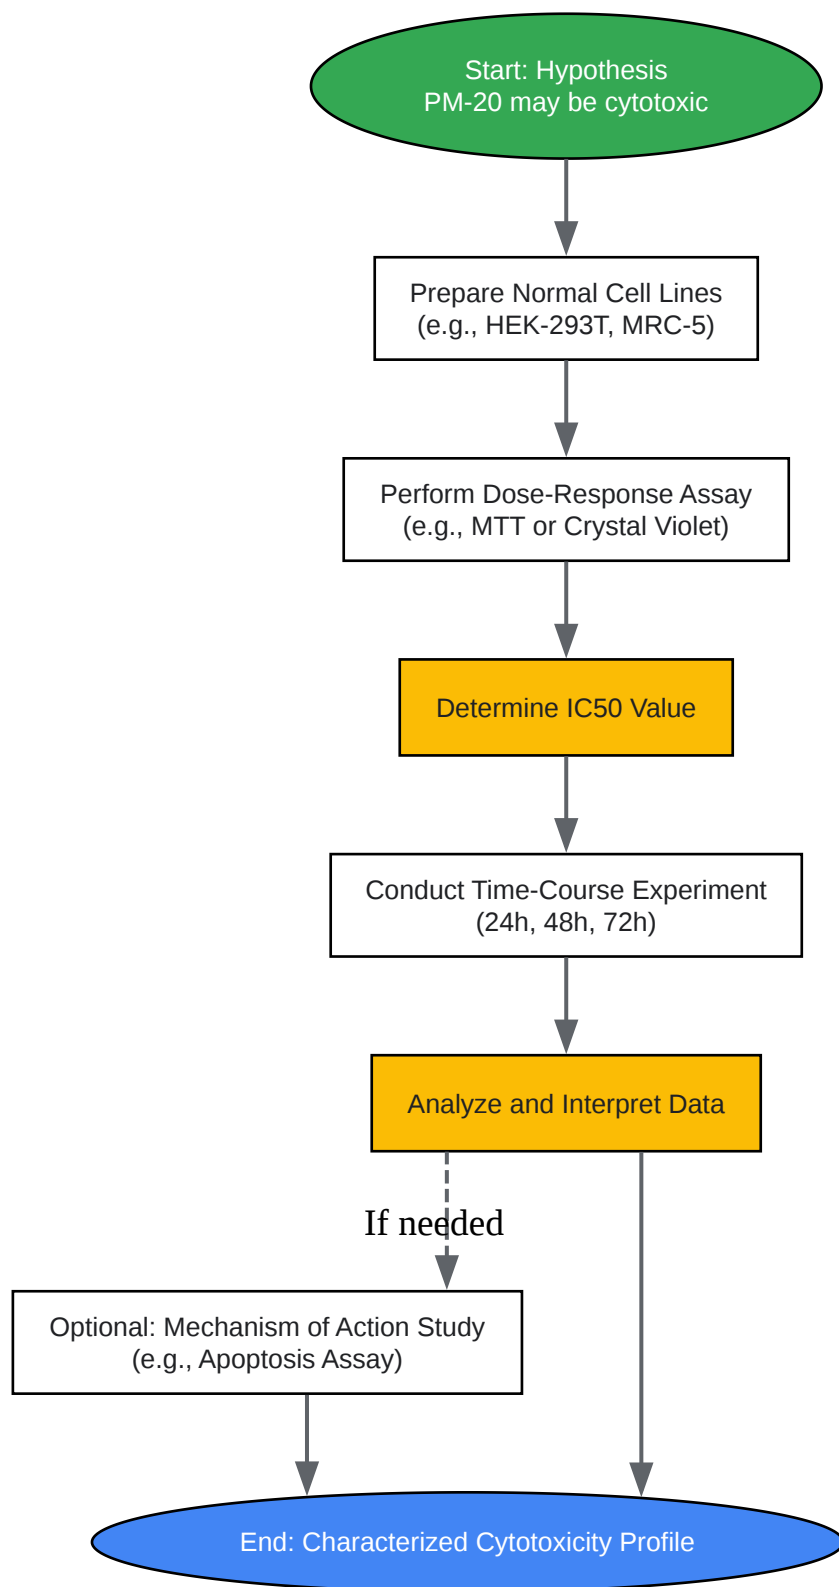 Start: Hypothesis
PM-20 may be cytotoxic
Prepare Normal Cell Lines
(e.g., HEK-293T, MRC-5)
Perform Dose-Response Assay
(e.g., MTT or Crystal Violet)
Determine IC50 Value
Conduct Time-Course Experiment
(24h, 48h, 72h)
Analyze and Interpret Data
If needed
Optional: Mechanism of Action Study
(e.g., Apoptosis Assay)
End: Characterized Cytotoxicity Profile